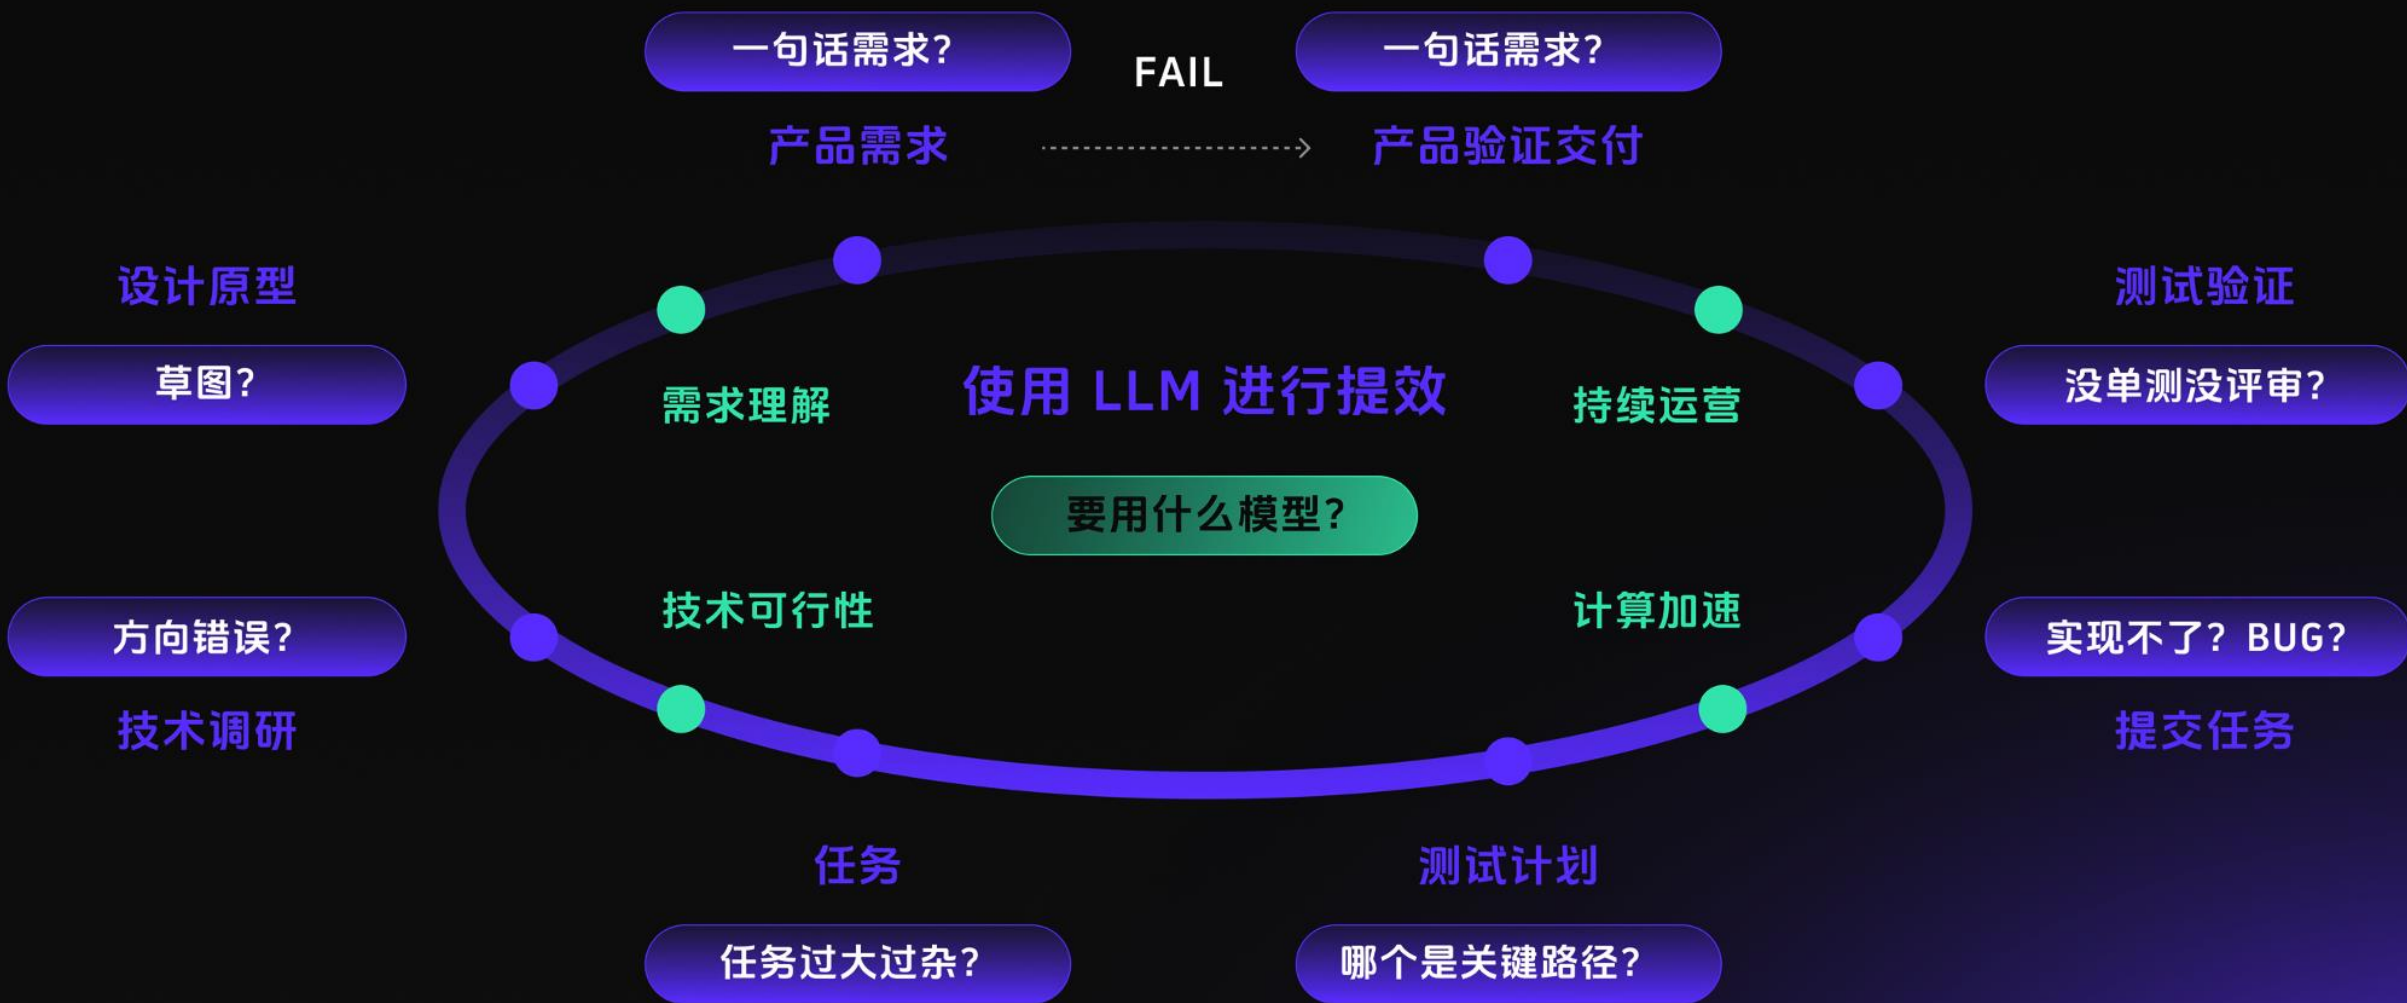 一句话需求?
FAIL
一句话需求?
产品需求
产品验证交付
设计原型
测试验证
草图?
使用 LLM 进行提效
需求理解
持续运营
没单测没评审?
要用什么模型?
技术可行性
计算加速
方向错误?
实现不了? BUG?
技术调研
提交任务
任务
测试计划
任务过大过杂?
哪个是关键路径?